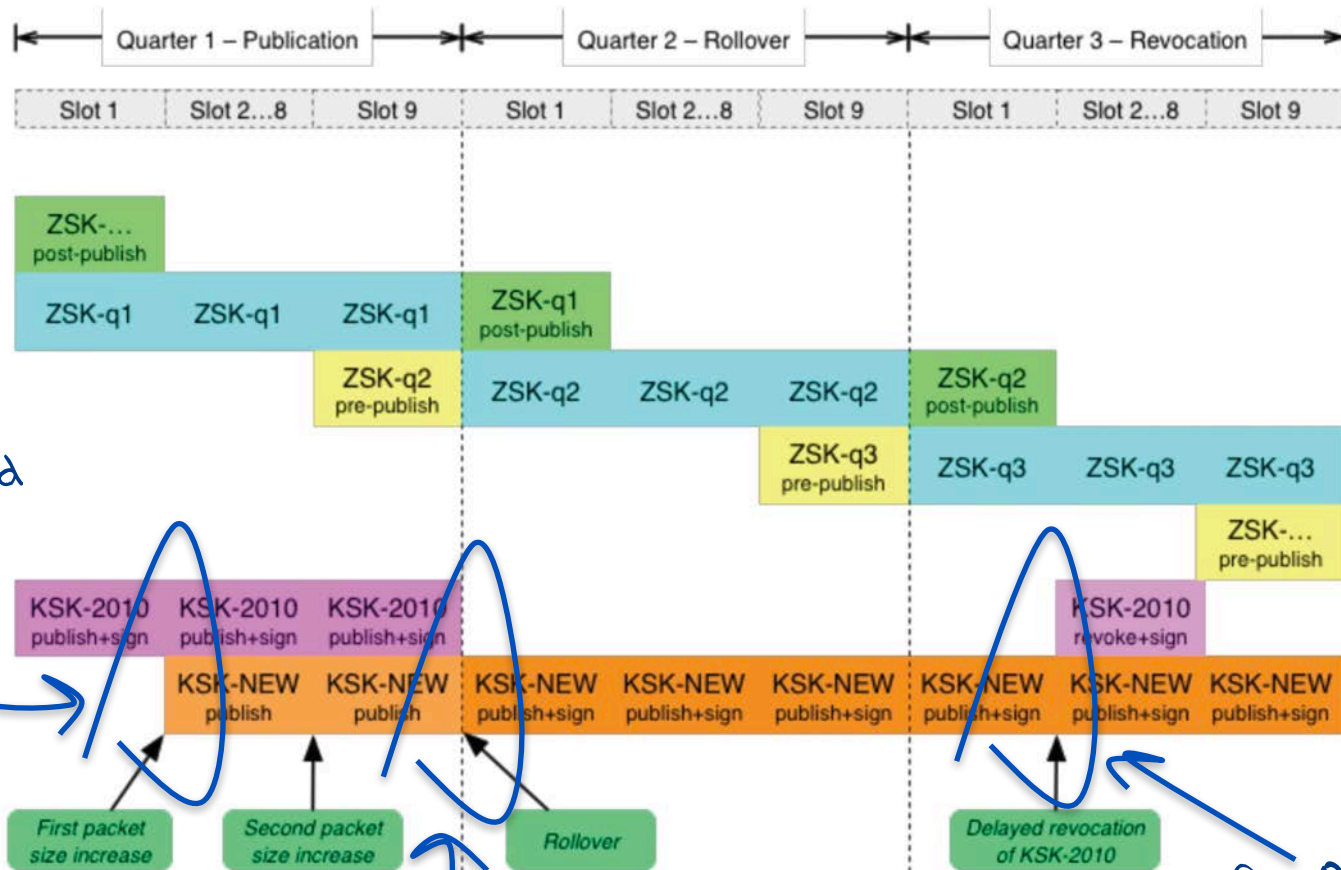 Quarter 1 – Publication Quarter 2 – Rollover Quarter 3 – Revocation
Slot 1 Slot 2...8 Slot 9 Slot 1 Slot 2...8 Slot 9 Slot 1 Slot 2...8 Slot 9
ZSK-...
post-publish
ZSK-q1 ZSK-q1 ZSK-q1 ZSK-q1
post-publish
ZSK-q2
pre-publish
ZSK-q2 ZSK-q2 ZSK-q2 ZSK-q2
post-publish
ZSK-q3
pre-publish
ZSK-q3 ZSK-q3 ZSK-q3
ZSK-...
pre-publish
KSK-2010 KSK-2010 KSK-2010 KSK-2010
publish+sign publish+sign publish+sign revoke+sign
KSK-NEW KSK-NEW KSK-NEW KSK-NEW KSK-NEW KSK-NEW KSK-NEW KSK-NEW
publish publish publish+sign publish+sign publish+sign publish+sign publish+sign publish+sign
First packet
size increase
Second packet
size increase
Rollover
Delayed revocation
of KSK-2010